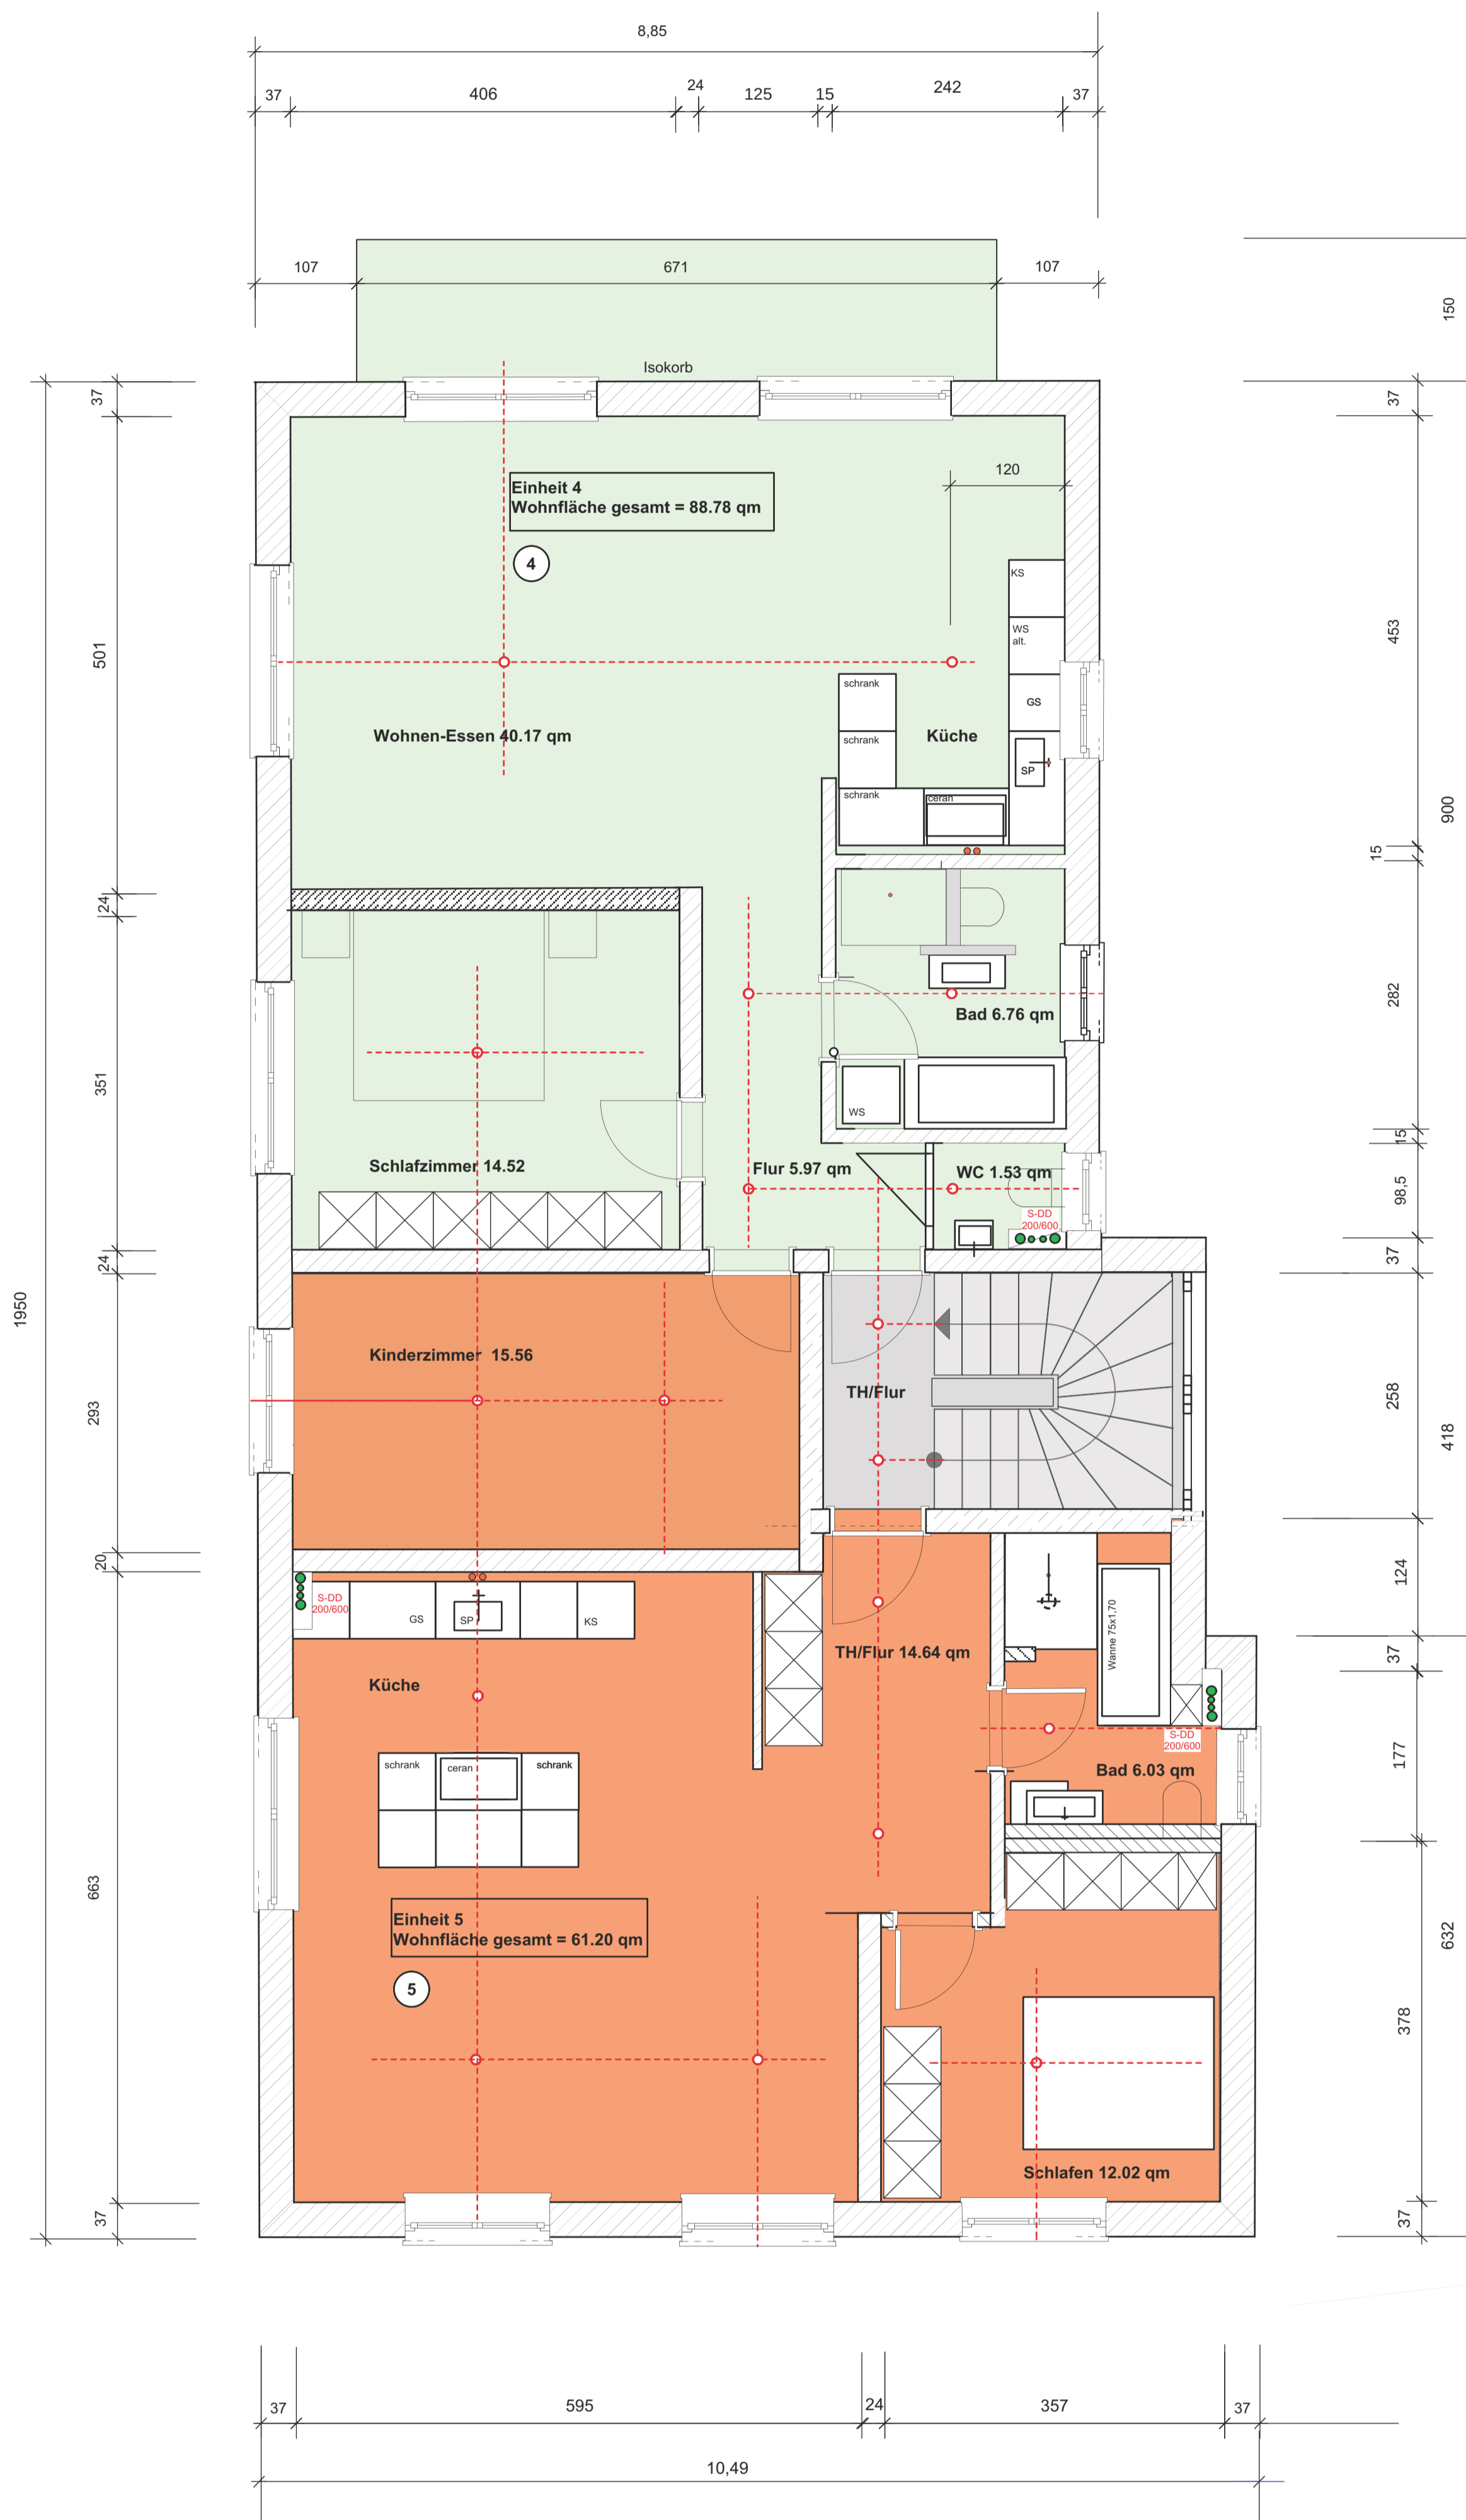 8,85
37
406
24
125
15
242
37
107
671
107
150
Isokorb
37
37
Einheit 4
Wohnfläche gesamt = 88.78 qm
120
4
KS
WS
alt.
501
453
schrank
GS
Wohnen-Essen 40.17 qm
schrank
Küche
SP
schrank
ceran
900
15
24
282
Bad 6.76 qm
351
WS
15
Schlafzimmer 14.52
Flur 5.97 qm
WC 1.53 qm
98,5
S-DD
200/600
24
37
1950
Kinderzimmer 15.56
TH/Flur
293
258
418
20
124
S-DD
200/600
GS
SP
KS
Wanne 75x1,70
TH/Flur 14.64 qm
37
Küche
S-DD
200/600
177
schrank
ceran
schrank
Bad 6.03 qm
663
Einheit 5
Wohnfläche gesamt = 61.20 qm
632
5
378
Schlafen 12.02 qm
37
37
37
595
24
357
37
10,49